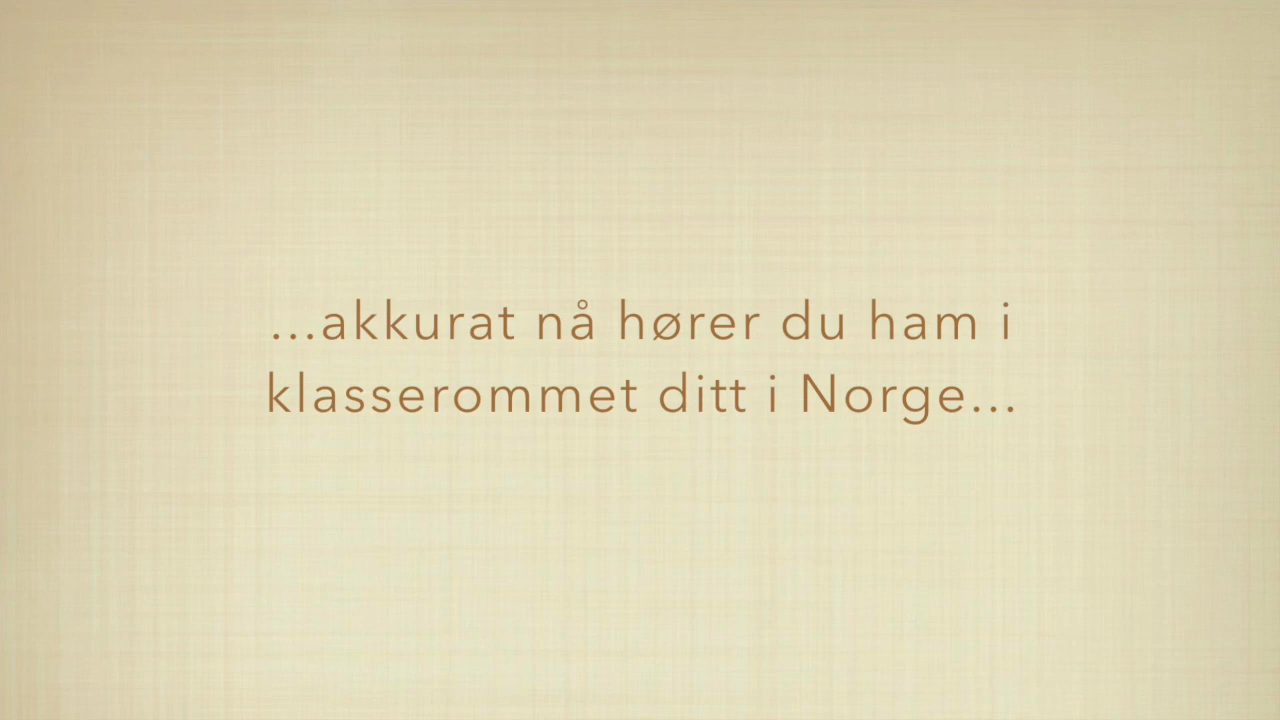 ...akkurat nå hører du ham i
klasserommet ditt i Norge...